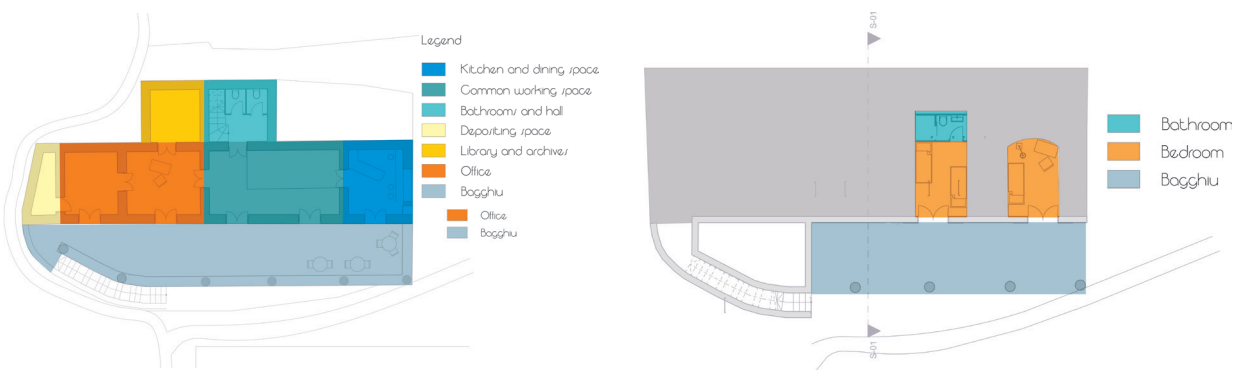 Legend
Kitchen and dining space
Common working space
Bathrooms and hall
Depositing space
Library and archives
Office
Bagghiu
Office
Bagghiu
S-01
S-01
Bathroom
Bedroom
Bagghiu